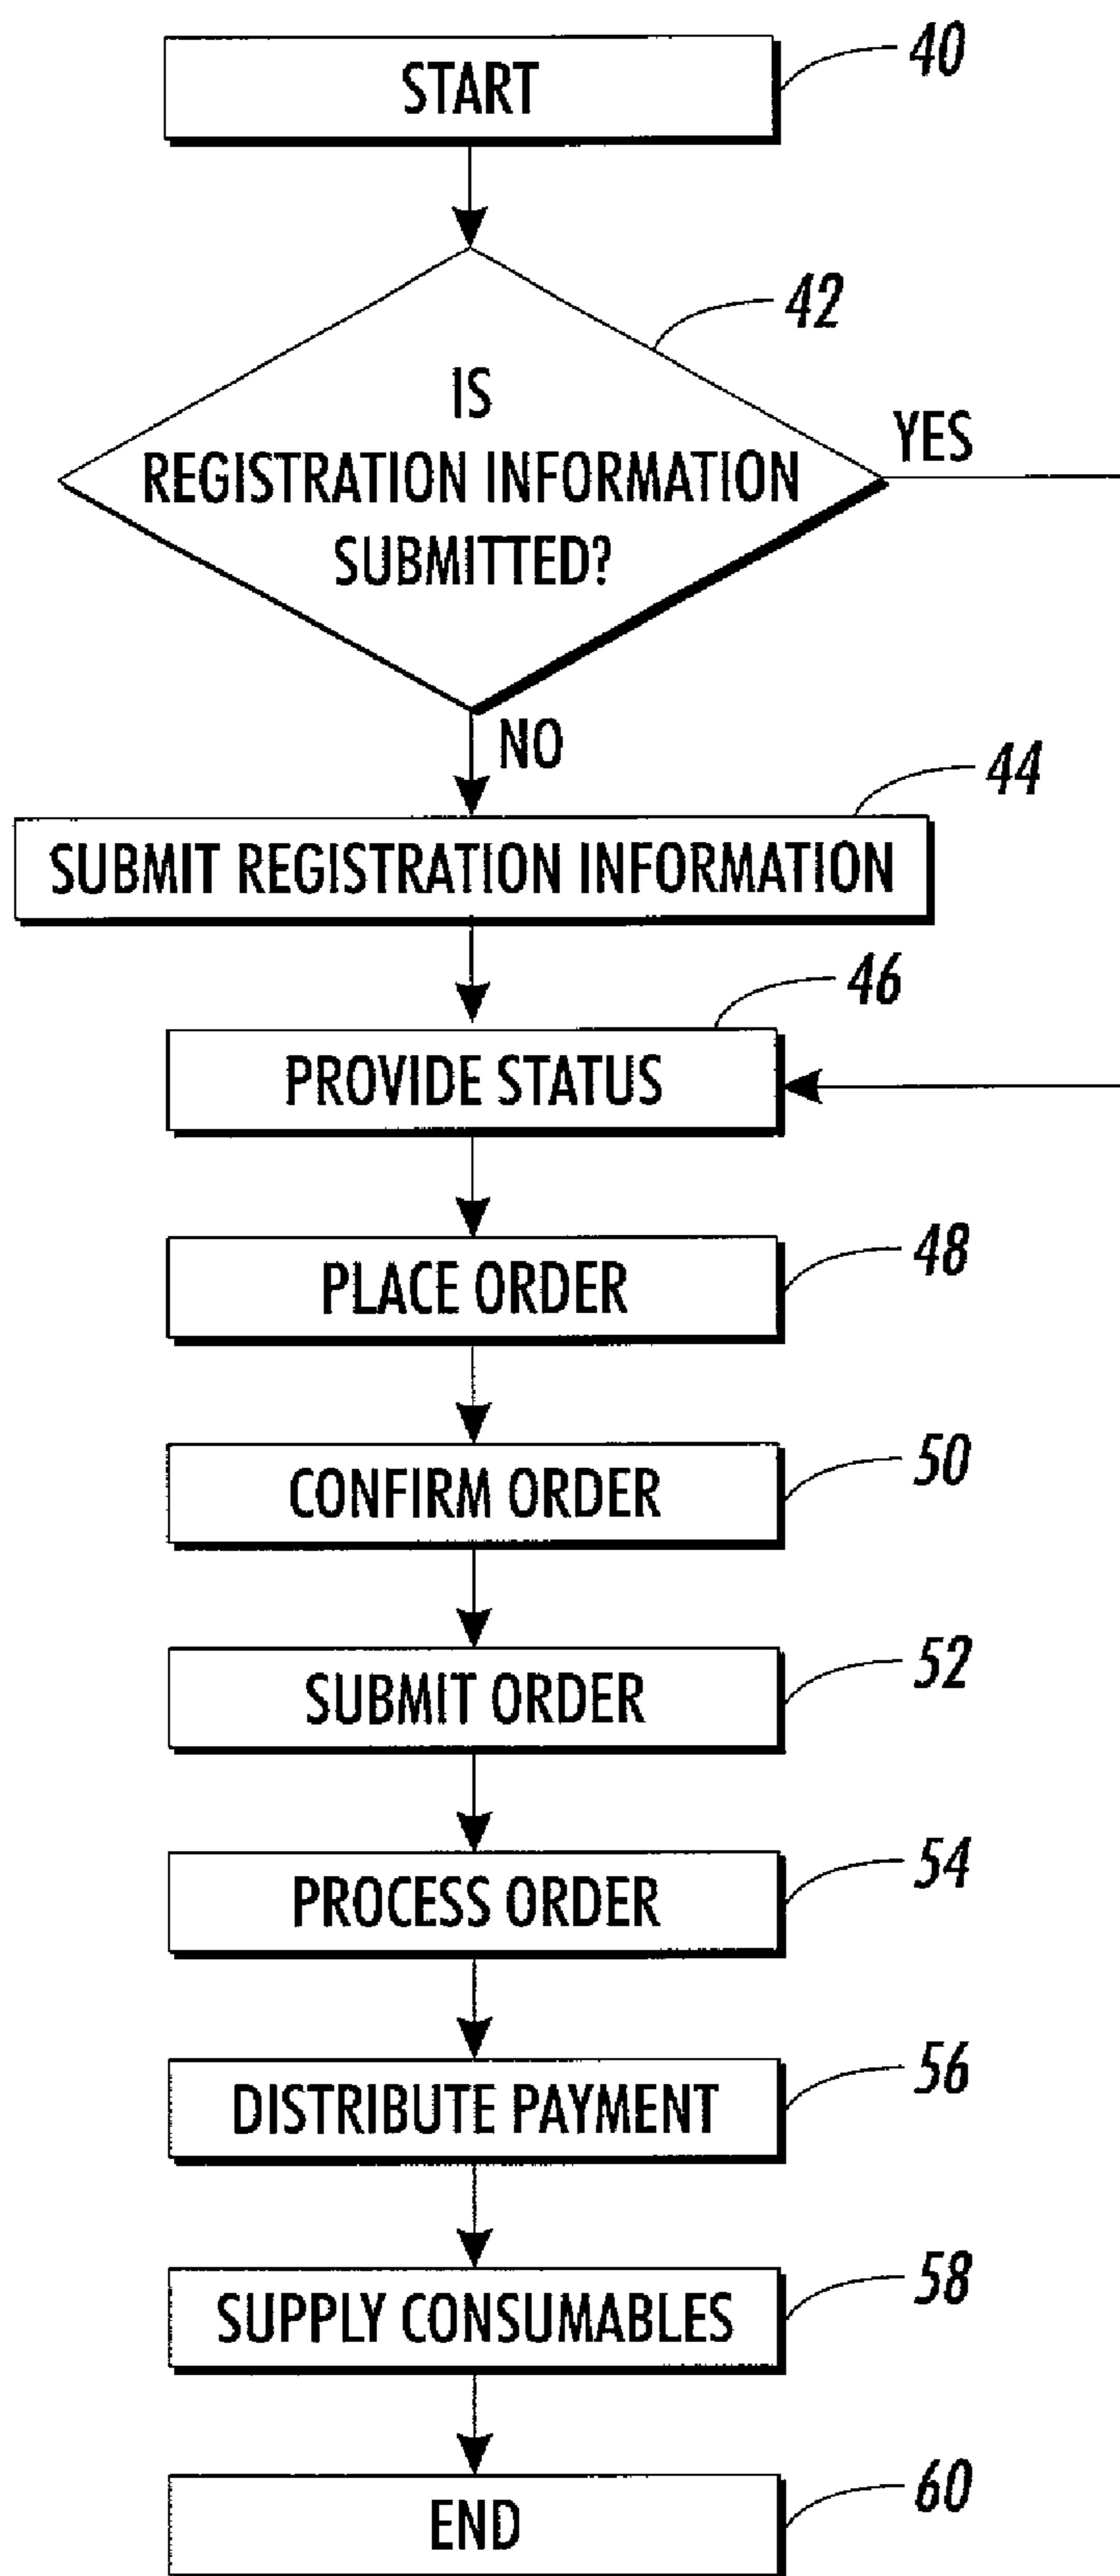 START
40
42
IS
REGISTRATION INFORMATION
SUBMITTED?
YES
NO
44
SUBMIT REGISTRATION INFORMATION
46
PROVIDE STATUS
48
PLACE ORDER
50
CONFIRM ORDER
52
SUBMIT ORDER
54
PROCESS ORDER
56
DISTRIBUTE PAYMENT
58
SUPPLY CONSUMABLES
60
END